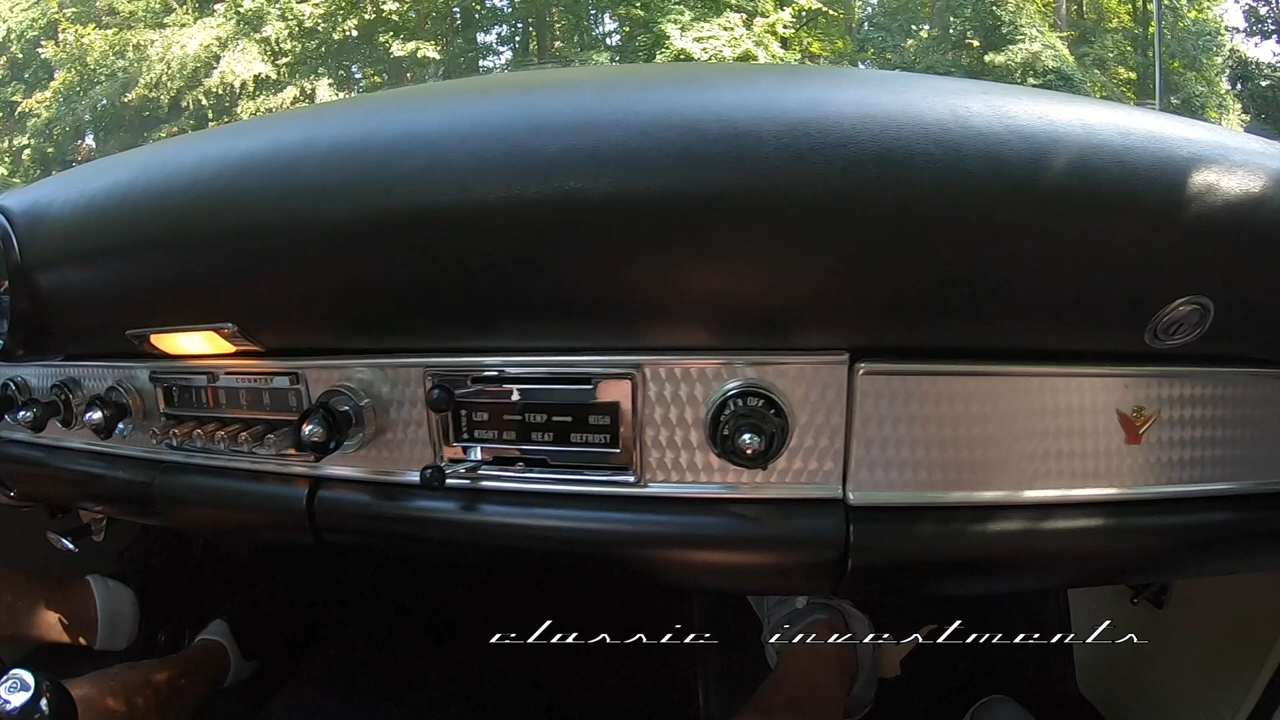 COUNTRY
OFF
LOW TEMP HIGH
RIGHT AIR HEAT DEFROST
classic investments